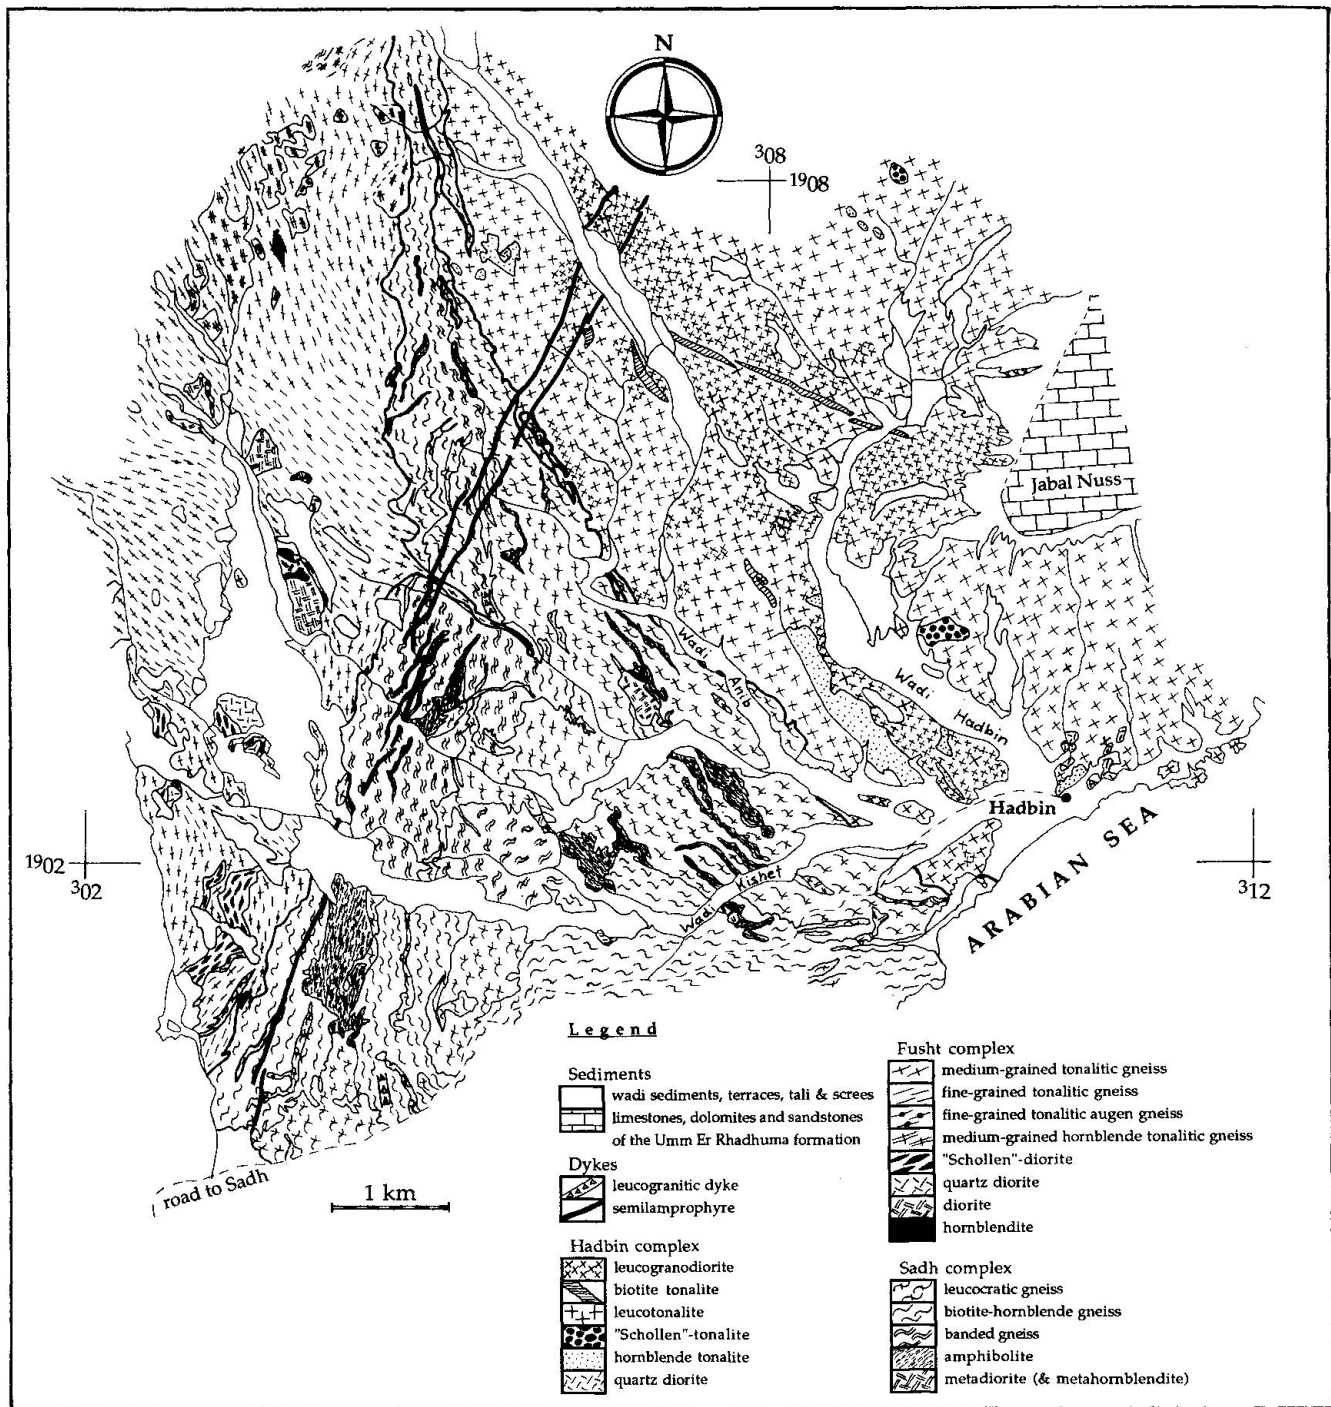 N
308
1908
Jabal Nuss
Wadi
Anib
Wadi
Hadbin
Hadbin
ARABIAN SEA
Wadi Kishet
1902
302
312
road to Sadh
1 km
Legend
Sediments
wadi sediments, terraces, tali & screes
limestones, dolomites and sandstones
of the Umm Er Rhadhuma formation
Dykes
leucogranitic dyke
semilamprophyre
Hadbin complex
leucogranodiorite
biotite tonalite
leucotonalite
"Schollen"-tonalite
hornblende tonalite
quartz diorite
Fusht complex
medium-grained tonalitic gneiss
fine-grained tonalitic gneiss
fine-grained tonalitic augen gneiss
medium-grained hornblende tonalitic gneiss
"Schollen"-diorite
quartz diorite
diorite
hornblendite
Sadh complex
leucocratic gneiss
biotite-hornblende gneiss
banded gneiss
amphibolite
metadiorite (& metahornblendite)